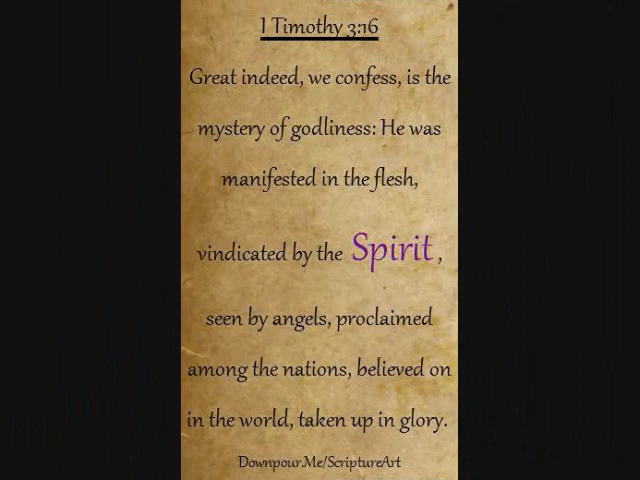 I Timothy 3:16
Great indeed, we confess, is the
mystery of godliness: He was
manifested in the flesh,
vindicated by the Spirit,
seen by angels, proclaimed
among the nations, believed on
in the world, taken up in glory.
Downpour.Me/ScriptureArt